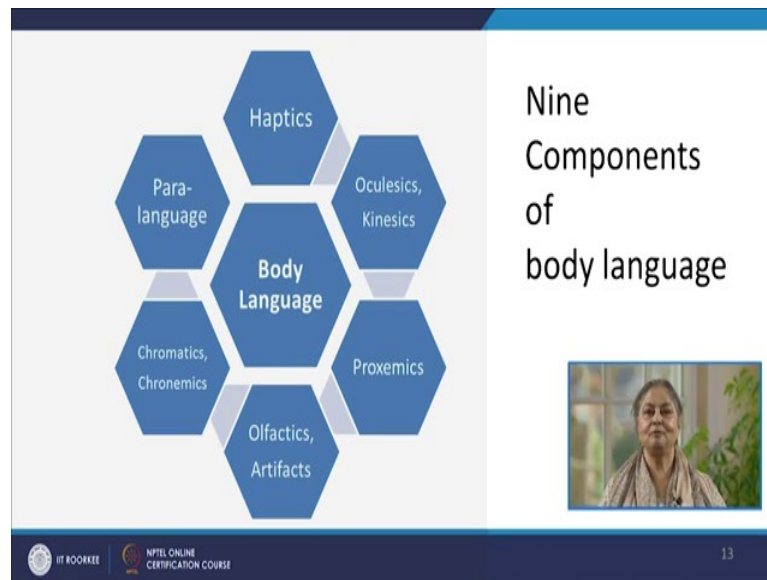 Nine
Components
of
body language
Haptics
Oculesics,
Kinesics
Proxemics
Olfactics,
Artifacts
Chromatics,
Chronemics
Para-
language
Body
Language
IIT ROORKEE
NPTEL ONLINE
CERTIFICATION COURSE
13